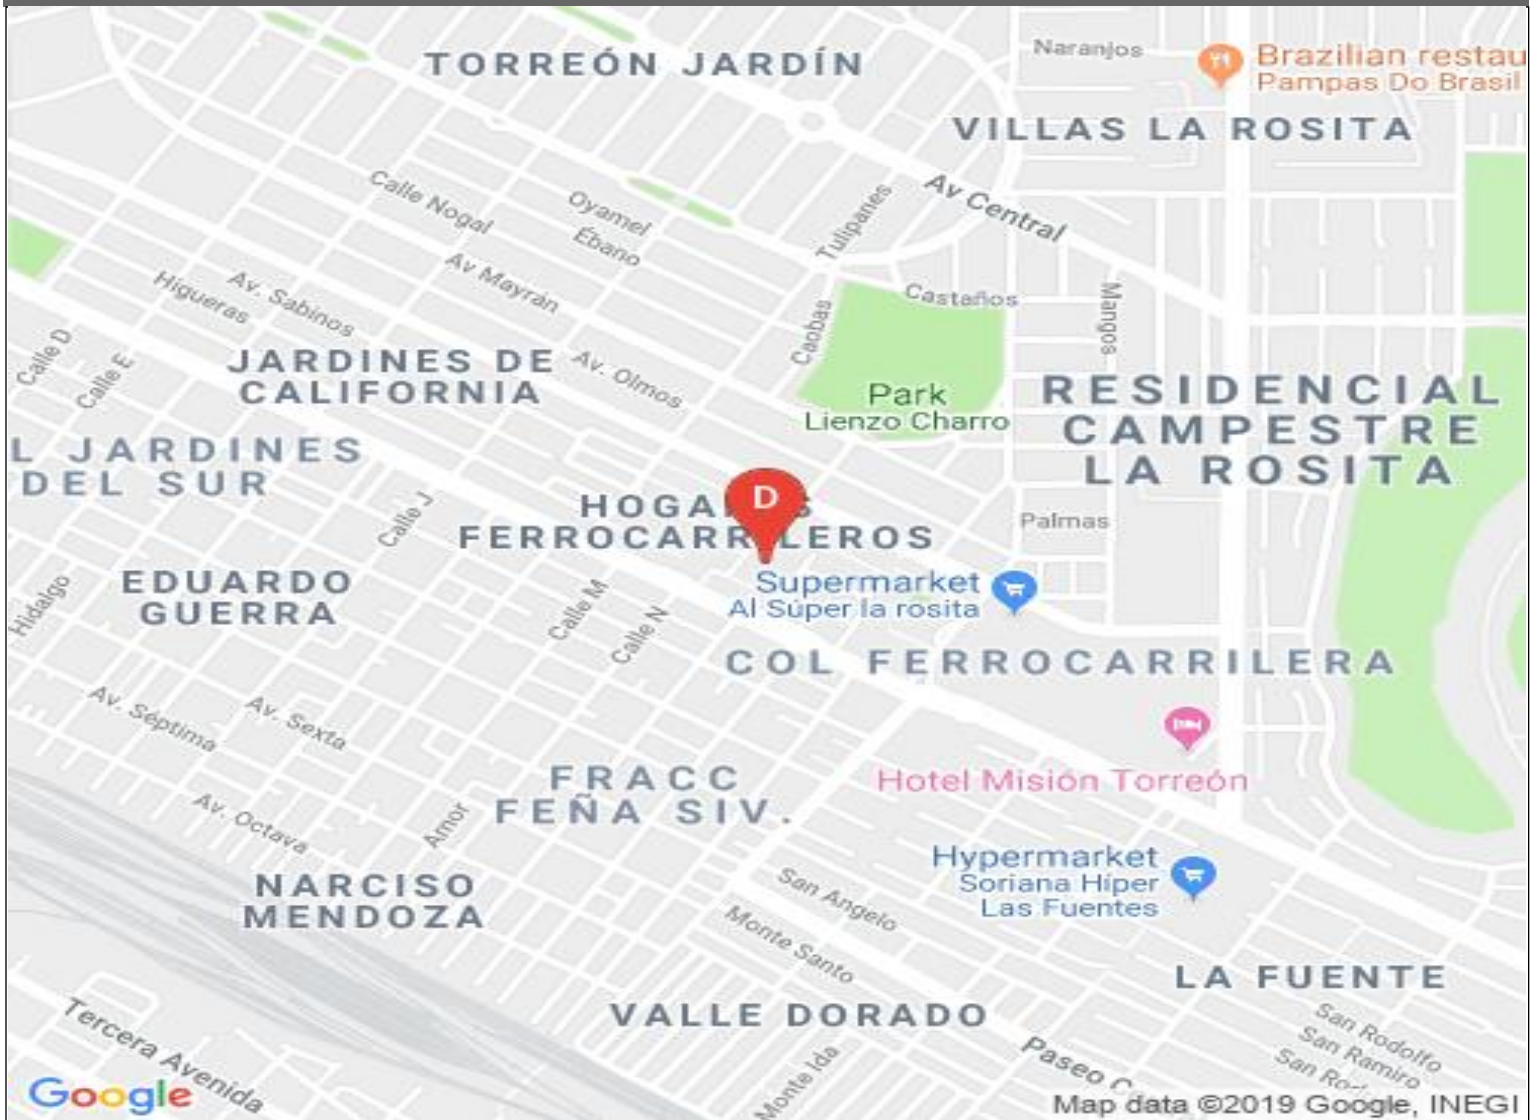 TORREÓN JARDÍN
Naranjos
Brazilian restau
Pampas Do Brasil
VILLAS LA ROSITA
Calle Nogal
Oyamel
Ébano
Tulipanes
Av Central
Av Mayrán
Av. Sabinos
Higueras
Castaños
Mangos
Caobas
Calle D
Calle E
JARDINES DE
CALIFORNIA
Av. Olmos
Park
Lienzo Charro
RESIDENCIAL
CAMPESTRE
LA ROSITA
L JARDINES
DEL SUR
Calle J
D
FERROCARRILEROS
Palmas
EDUARDO
GUERRA
Hidalgo
Calle M
Calle N
Supermarket
Al Súper la rosita
COL FERROCARRILERA
Av. Séptima
Av. Sexta
Hotel Misión Torreón
FRACC
FEÑA SIV.
Av. Octava
Amor
Hypermarket
Soriana Híper
Las Fuentes
NARCISO
MENDOZA
San Angelo
Monte Santo
LA FUENTE
VALLE DORADO
Tercera Avenida
Monte Ida
Paseo
San Rodolfo
San Ramiro
San
Google
Map data ©2019 Google, INEGI